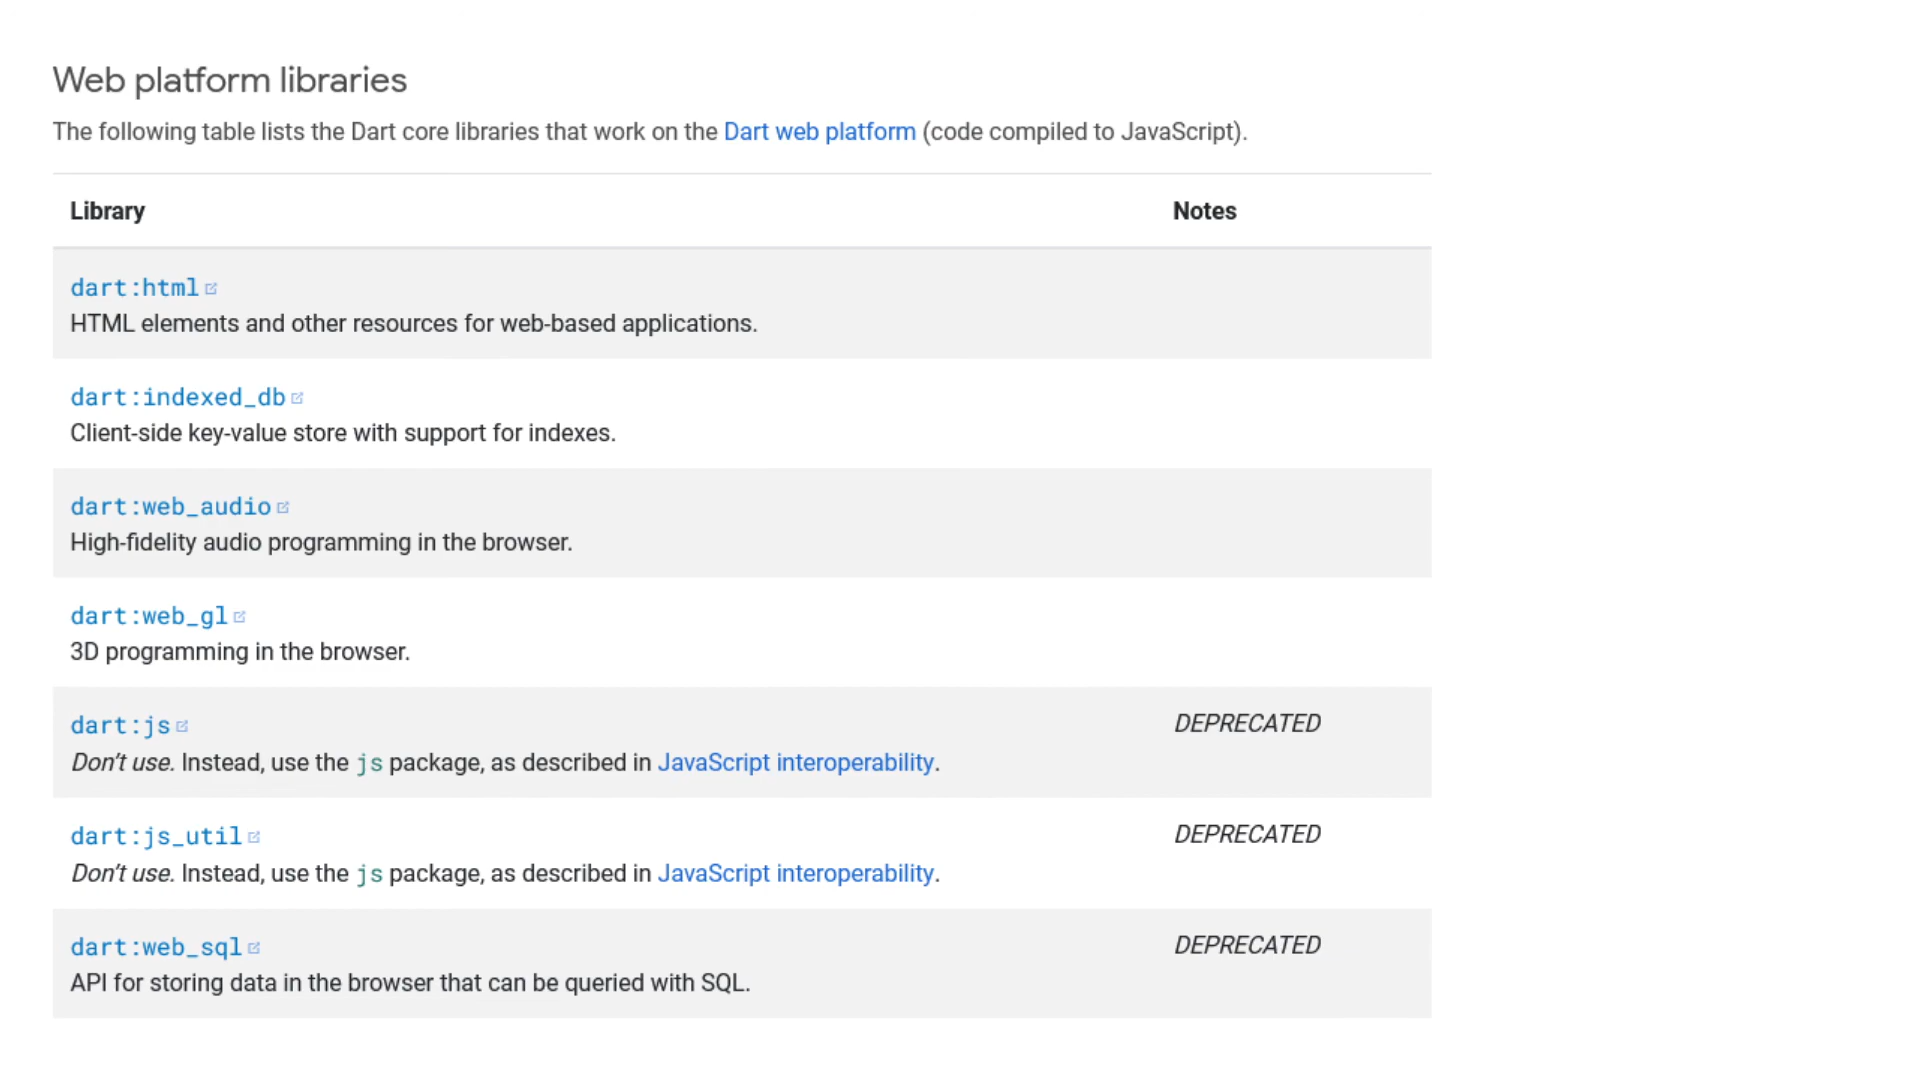 Web platform libraries
The following table lists the Dart core libraries that work on the Dart web platform (code compiled to JavaScript).
Library Notes
dart:html
HTML elements and other resources for web-based applications.
dart:indexed_db
Client-side key-value store with support for indexes.
dart:web_audio
High-fidelity audio programming in the browser.
dart:web_gl
3D programming in the browser.
dart:js DEPRECATED
Don't use. Instead, use the js package, as described in JavaScript interoperability.
dart:js_util DEPRECATED
Don't use. Instead, use the js package, as described in JavaScript interoperability.
dart:web_sql DEPRECATED
API for storing data in the browser that can be queried with SQL.